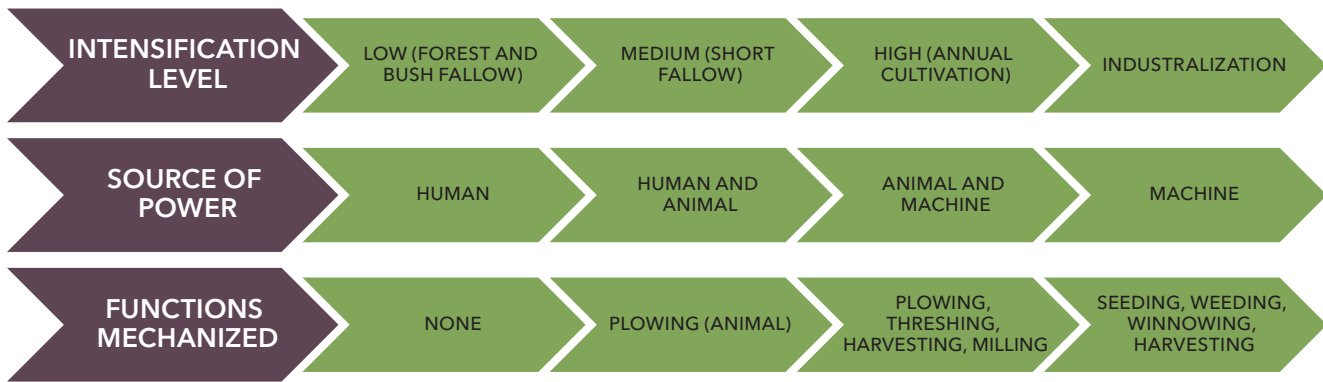 INTENSIFICATION
LEVEL
LOW (FOREST AND
BUSH FALLOW)
MEDIUM (SHORT
FALLOW)
HIGH (ANNUAL
CULTIVATION)
INDUSTRALIZATION
SOURCE OF
POWER
HUMAN
HUMAN AND
ANIMAL
ANIMAL AND
MACHINE
MACHINE
FUNCTIONS
MECHANIZED
NONE
PLOWING (ANIMAL)
PLOWING,
THRESHING,
HARVESTING, MILLING
SEEDING, WEEDING,
WINNOWING,
HARVESTING